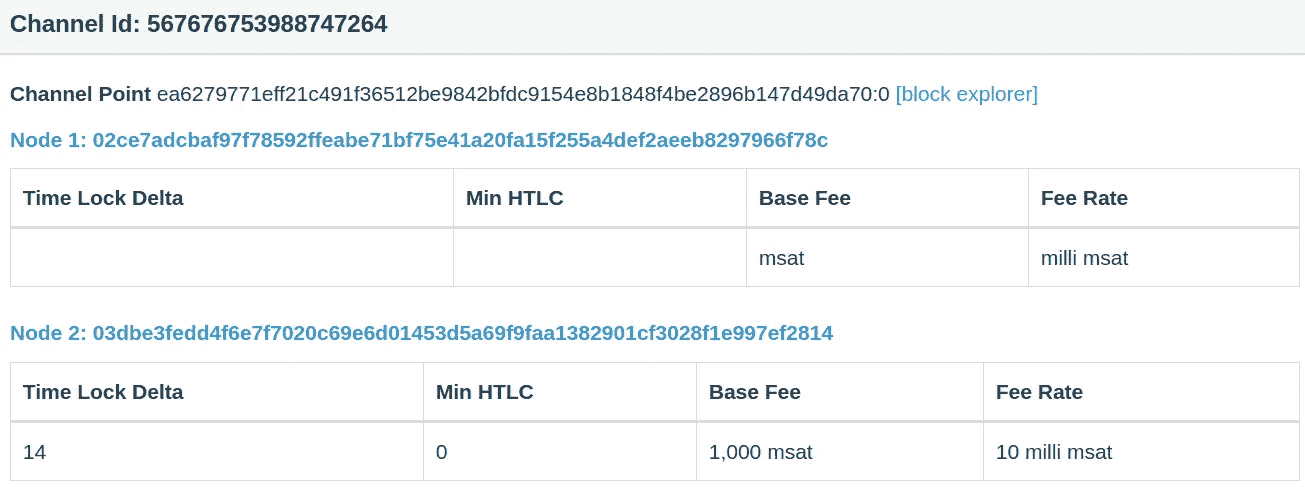 Channel Id: 567676753988747264
Channel Point ea6279771eff21c491f36512be9842bfdc9154e8b1848f4be2896b147d49da70:0 [block explorer]
Node 1: 02ce7adcbaf97f78592ffeabe71bf75e41a20fa15f255a4def2aeeb8297966f78c
Time Lock Delta Min HTLC Base Fee Fee Rate
msat milli msat
Node 2: 03dbe3fedd4f6e7f7020c69e6d01453d5a69f9faa1382901cf3028f1e997ef2814
Time Lock Delta Min HTLC Base Fee Fee Rate
14 0 1,000 msat 10 milli msat